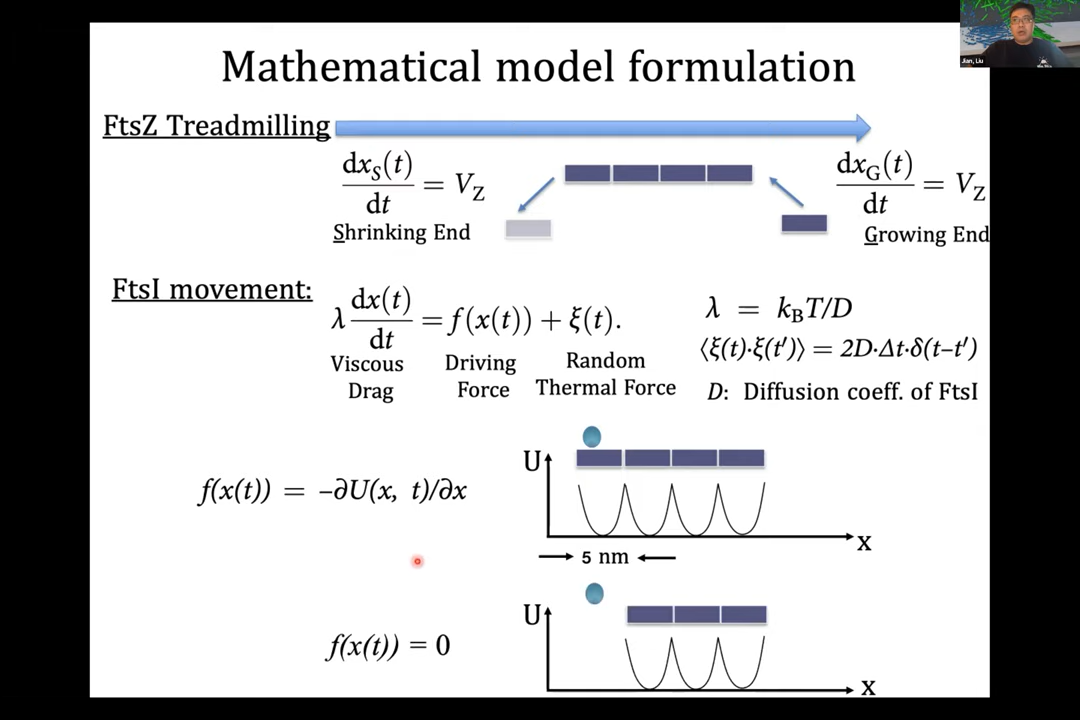 Mathematical model formulation
Jian, Liu
FtsZ Treadmilling
dx_S(t)/dt = V_Z
dx_G(t)/dt = V_Z
Shrinking End
Growing End
FtsI movement:
λ dx(t)/dt = f(x(t)) + ξ(t).
λ = k_BT/D
⟨ξ(t)·ξ(t′)⟩ = 2D·Δt·δ(t−t′)
Viscous Drag
Driving Force
Random Thermal Force
D: Diffusion coeff. of FtsI
U
f(x(t)) = −∂U(x, t)/∂x
x
5 nm
U
f(x(t)) = 0
x